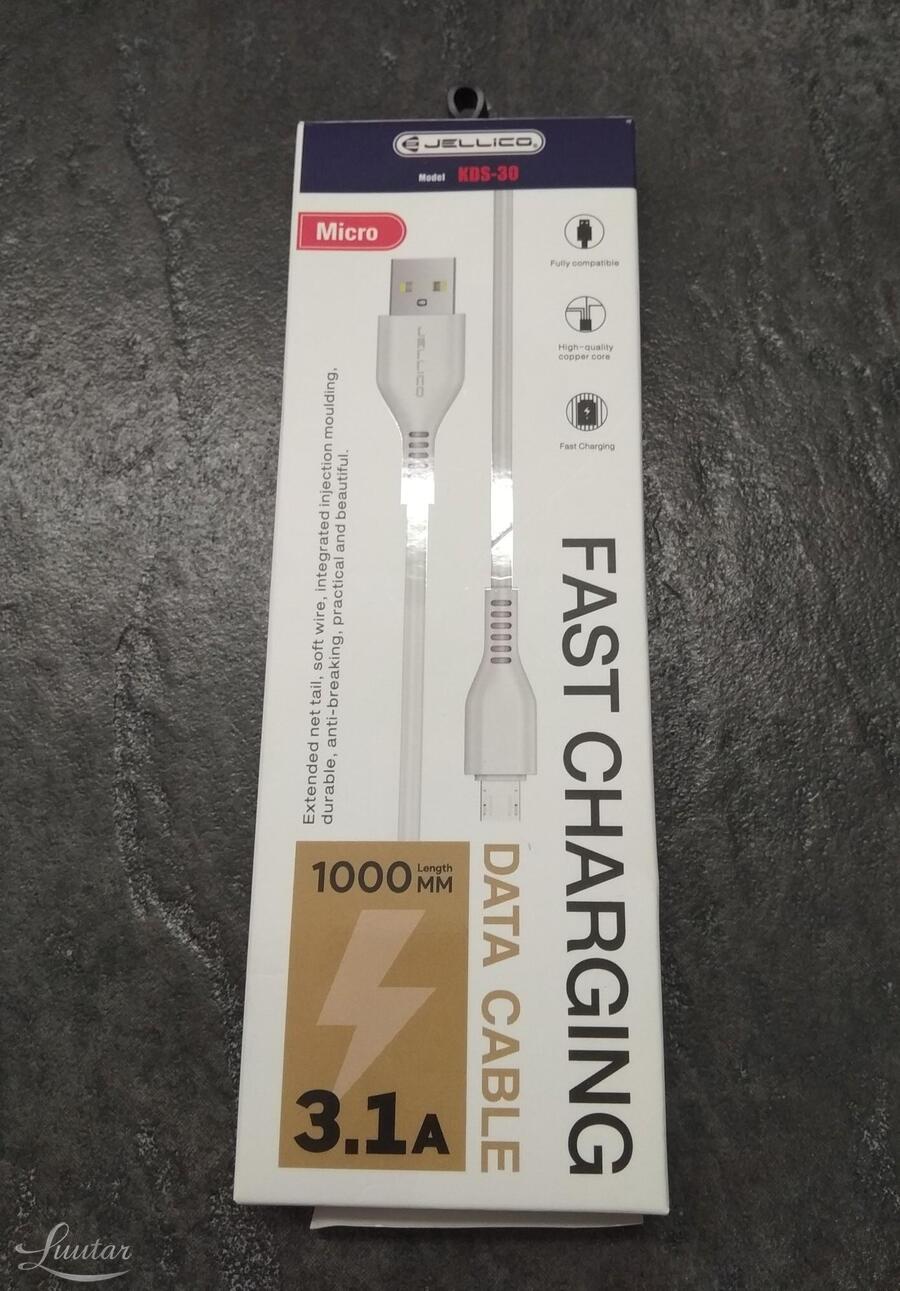 JELLICO
Model KDS-30
Micro
Fully compatible
High-quality
copper core
Fast Charging
JELLICO
Extended net tail, soft wire, integrated injection moulding,
durable, anti-breaking, practical and beautiful.
FAST CHARGING
DATA CABLE
1000 Length MM
3.1A
Luutar